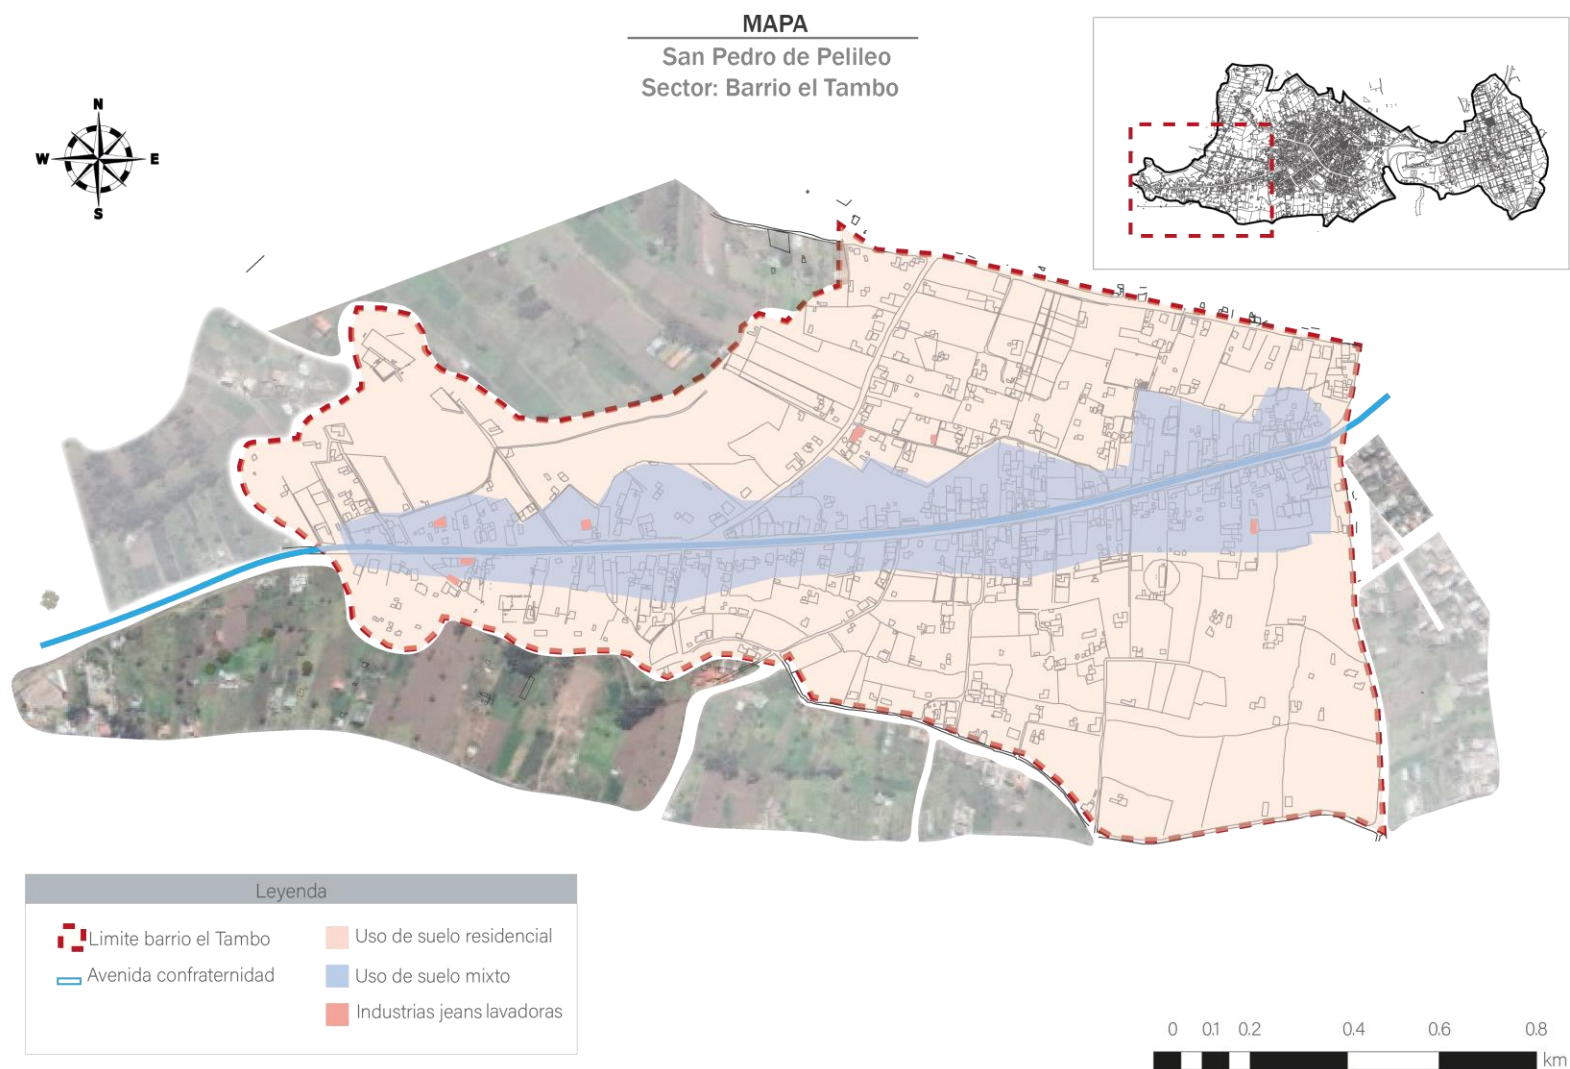 MAPA
San Pedro de Pelileo
Sector: Barrio el Tambo
N
W
E
S
Leyenda
Limite barrio el Tambo
Avenida confraternidad
Uso de suelo residencial
Uso de suelo mixto
Industrias jeans lavadoras
0 0.1 0.2 0.4 0.6 0.8
km